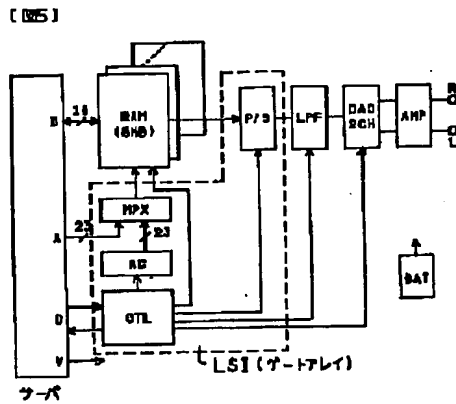 [図5]
B
16
RAM
(8MB)
P/S
LPF
DAC
2CH
AMP
R
L
MPX
A
23
23
AC
BAT
D
CTL
V
LSI (ゲートアレイ)
サーバ